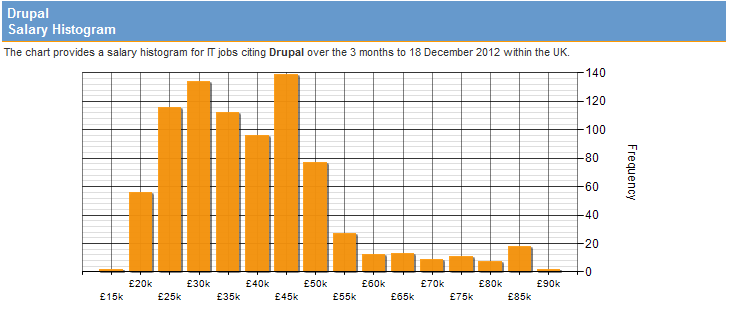 Drupal
Salary Histogram
The chart provides a salary histogram for IT jobs citing Drupal over the 3 months to 18 December 2012 within the UK.
140
120
100
80
60
40
20
0
Frequency
£20k £30k £40k £50k £60k £70k £80k £90k
£15k £25k £35k £45k £55k £65k £75k £85k